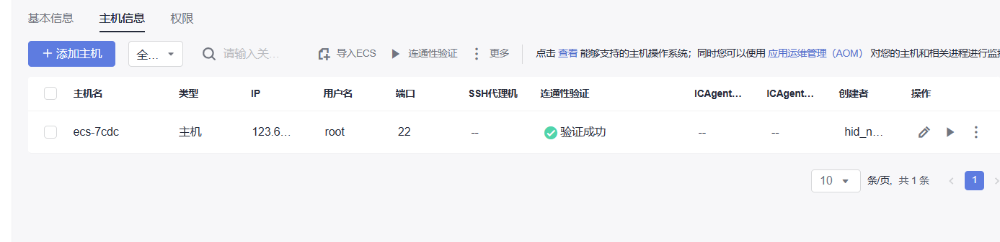 基本信息 主机信息 权限
添加主机 全... 请输入关... 导入ECS 连通性验证 更多 点击 查看 能够支持的主机操作系统；同时您可以使用 应用运维管理（AOM） 对您的主机和相关进程进行监
主机名 类型 IP 用户名 端口 SSH代理机 连通性验证 ICAgent... ICAgent... 创建者 操作
ecs-7cdc 主机 123.6... root 22 -- 验证成功 -- -- hid_n...
10 条/页, 共 1 条 1